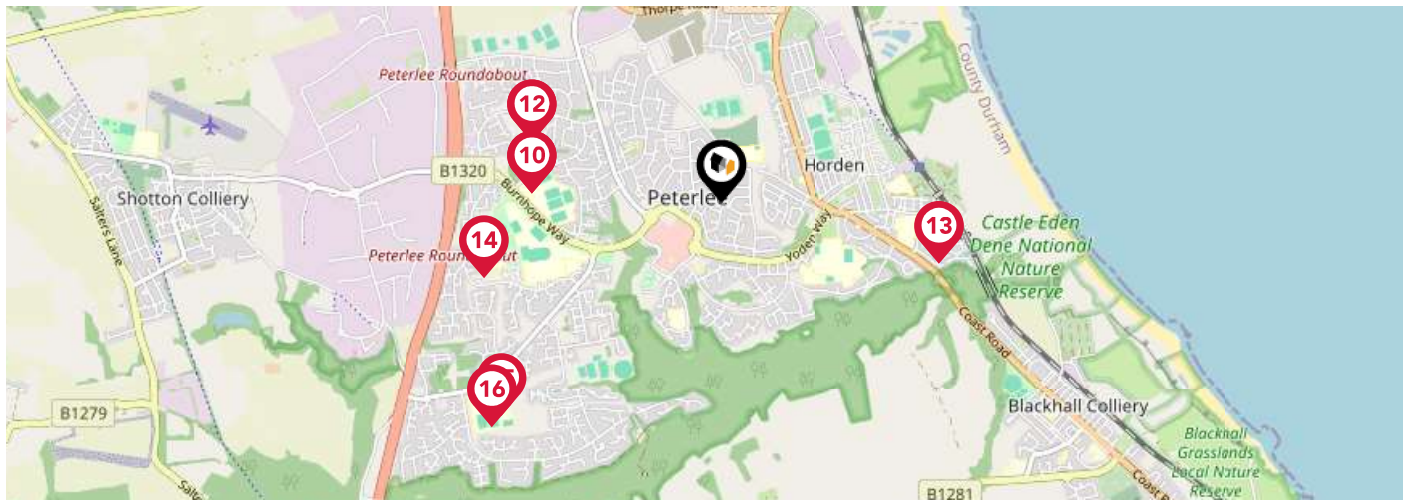 Thorpe Road
Peterlee Roundabout
12
10
B1320
Burnhope Way
Shotton Colliery
Salters Lane
Peterlee
Horden
County Durham
Yoden Way
13
Castle Eden
Dene National
Nature
Reserve
14
Peterlee Roundabout
Coast Road
16
B1279
Blackhall Colliery
Blackhall
Grasslands
Local Nature
Reserve
Coast
B1281